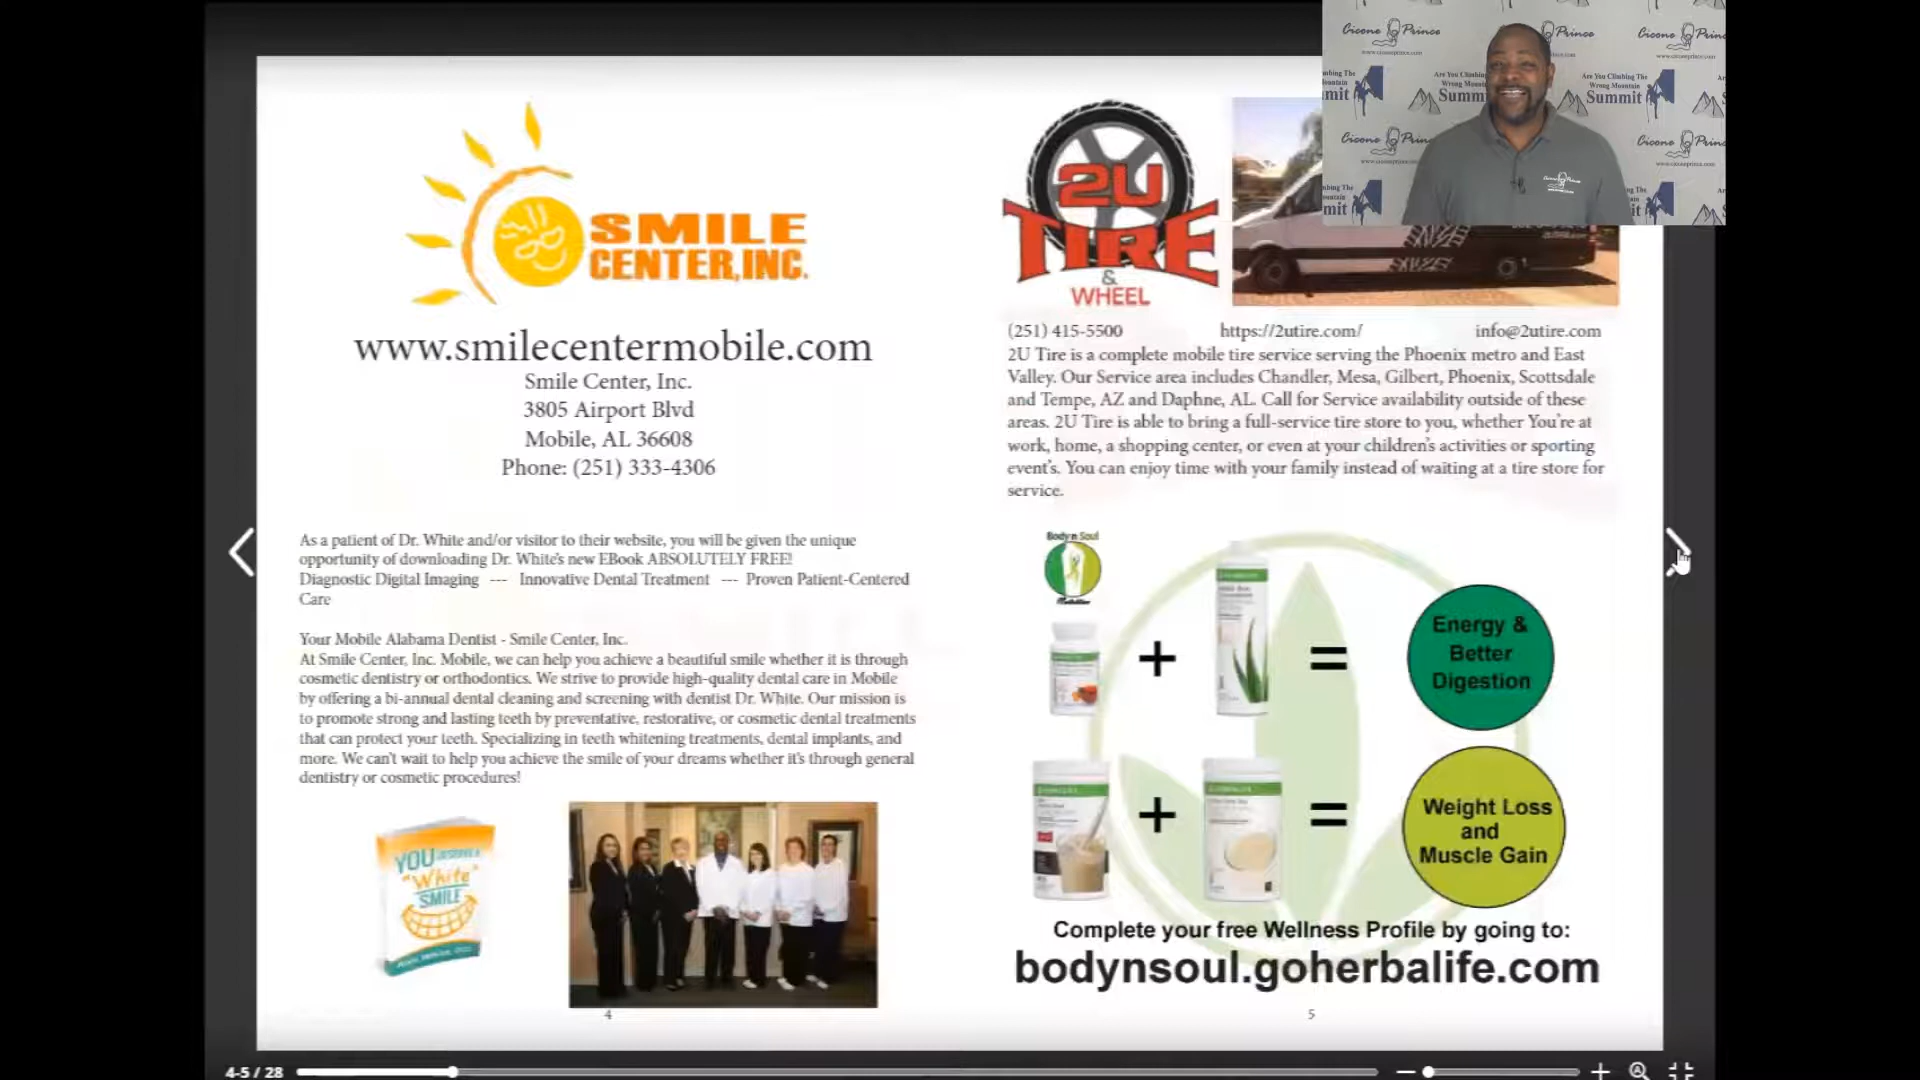 SMILE
CENTER, INC.
www.smilecentermobile.com
Smile Center, Inc.
3805 Airport Blvd
Mobile, AL 36608
Phone: (251) 333-4306
As a patient of Dr. White and/or visitor to their website, you will be given the unique
opportunity of downloading Dr. White's new EBook ABSOLUTELY FREE!
Diagnostic Digital Imaging --- Innovative Dental Treatment --- Proven Patient-Centered
Care
Your Mobile Alabama Dentist - Smile Center, Inc.
At Smile Center, Inc. Mobile, we can help you achieve a beautiful smile whether it is through
cosmetic dentistry or orthodontics. We strive to provide high-quality dental care in Mobile
by offering a bi-annual dental cleaning and screening with dentist Dr. White. Our mission is
to promote strong and lasting teeth by preventative, restorative, or cosmetic dental treatments
that can protect your teeth. Specializing in teeth whitening treatments, dental implants, and
more. We can't wait to help you achieve the smile of your dreams whether it's through general
dentistry or cosmetic procedures!
YOU DESERVE A
"White"
SMILE
4
2U
TIRE
&
WHEEL
(251) 415-5500 https://2utire.com/ info@2utire.com
2U Tire is a complete mobile tire service serving the Phoenix metro and East
Valley. Our Service area includes Chandler, Mesa, Gilbert, Phoenix, Scottsdale
and Tempe, AZ and Daphne, AL. Call for Service availability outside of these
areas. 2U Tire is able to bring a full-service tire store to you, whether You're at
work, home, a shopping center, or even at your children's activities or sporting
event's. You can enjoy time with your family instead of waiting at a tire store for
service.
Body n Soul
Nutrition
+ = Energy &
Better
Digestion
+ = Weight Loss
and
Muscle Gain
Complete your free Wellness Profile by going to:
bodynsoul.goherbalife.com
5
Cicone Prince
www.ciconeprince.com
Are You Climbing The
Wrong Mountain
Summit
4-5 / 28